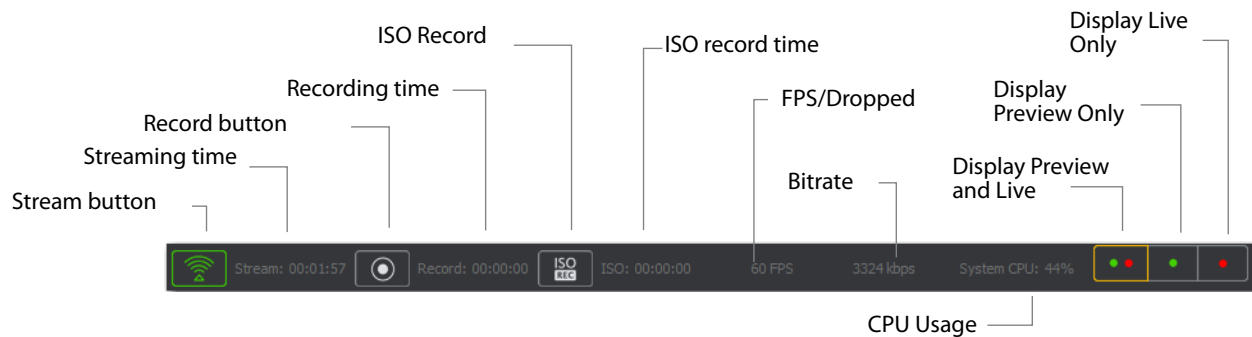 Display Live
Only
ISO Record
ISO record time
Recording time
FPS/Dropped
Display
Preview Only
Record button
Streaming time
Bitrate
Display Preview
and Live
Stream button
Stream: 00:01:57
Record: 00:00:00
ISO
REC
ISO: 00:00:00
60 FPS
3324 kbps
System CPU: 44%
CPU Usage